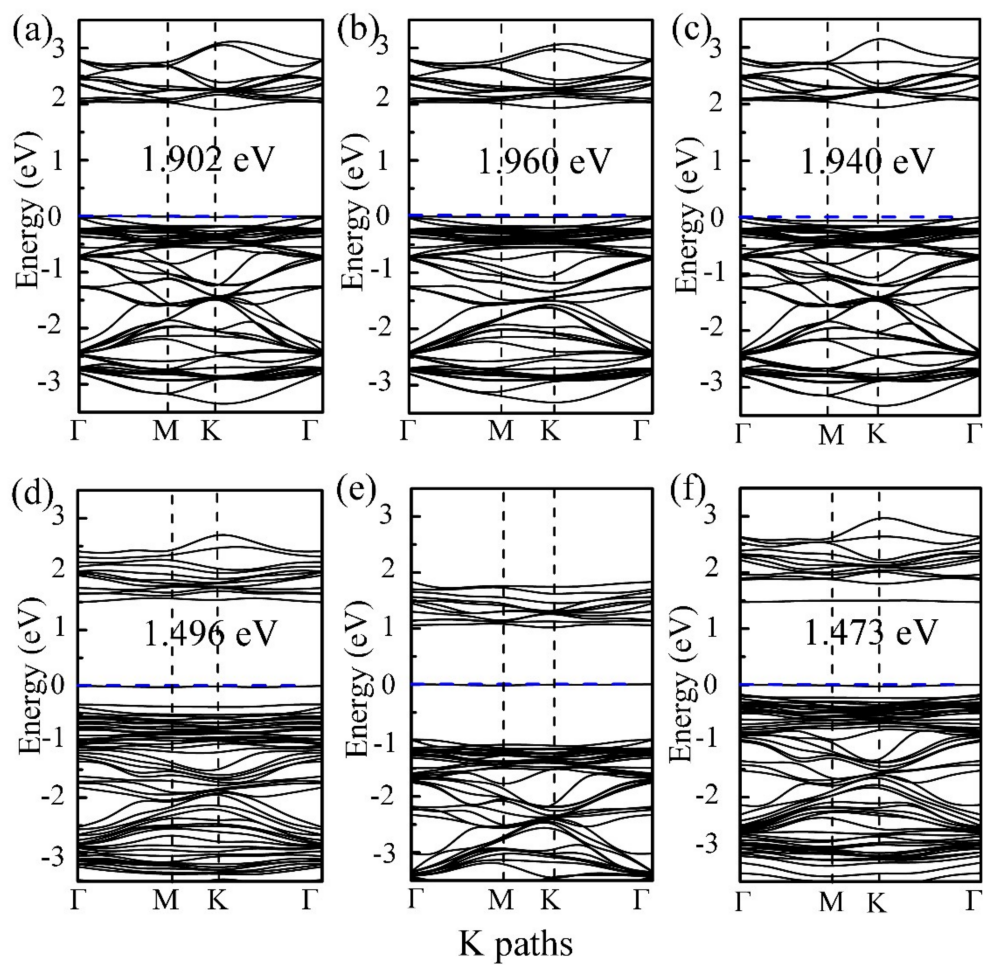 (a) (b) (c)
3 3 3
2 2 2
1.902 eV 1.960 eV 1.940 eV
1 1 1
0 0 0
-1 -1 -1
-2 -2 -2
-3 -3 -3
Energy (eV) Energy (eV) Energy (eV)
Γ M K Γ Γ M K Γ Γ M K Γ
(d) (e) (f)
3 3 3
2 2 2
1.496 eV 1.473 eV
1 1 1
0 0 0
-1 -1 -1
-2 -2 -2
-3 -3 -3
Energy (eV) Energy (eV) Energy (eV)
Γ M K Γ Γ M K Γ Γ M K Γ
K paths